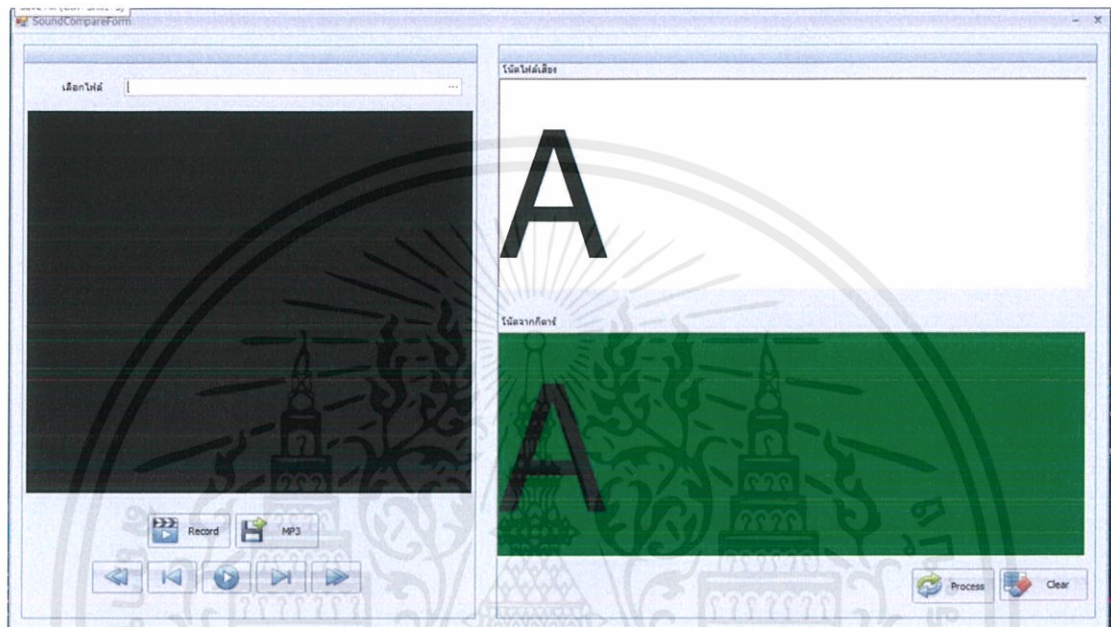 SoundCompareForm
เลือกไฟล์
โน๊ตไฟล์เสียง
A
โน๊ตจากกีตาร์
A
Record
MP3
Process
Clear